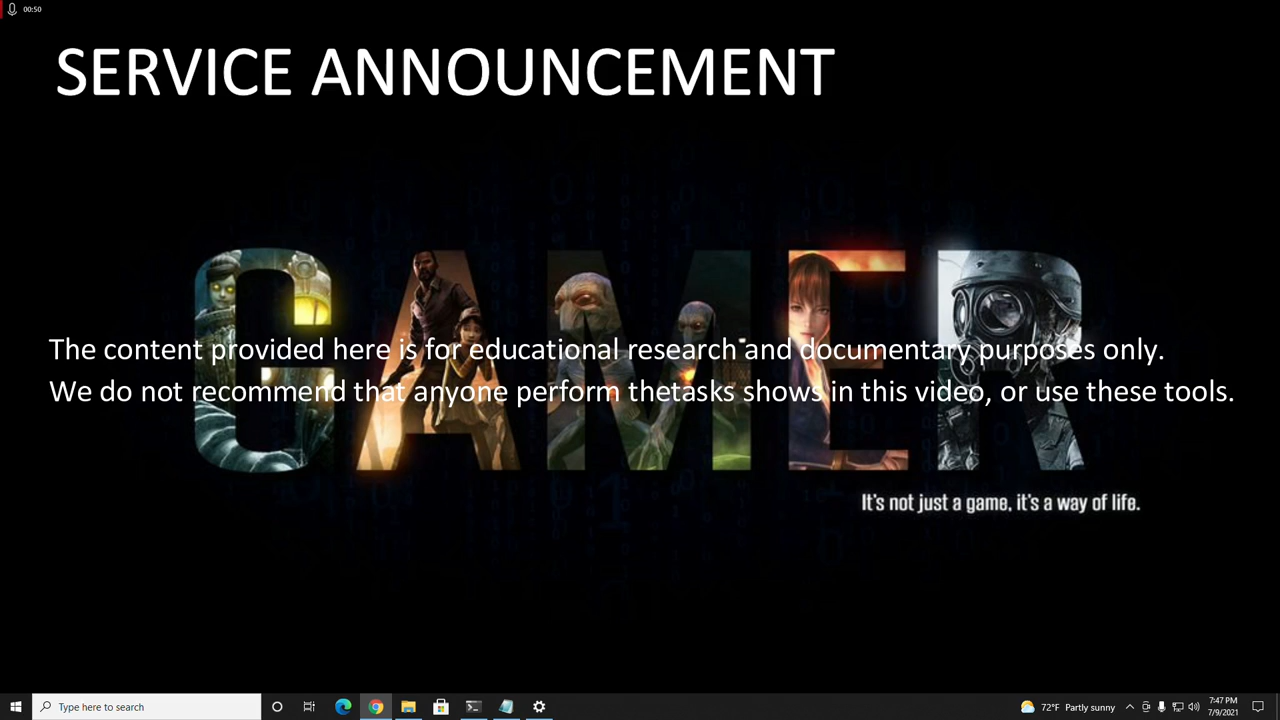 00:50
SERVICE ANNOUNCEMENT
GAMER
The content provided here is for educational research and documentary purposes only.
We do not recommend that anyone perform thetasks shows in this video, or use these tools.
It's not just a game, it's a way of life.
Type here to search
72°F Partly sunny
7:47 PM
7/9/2021